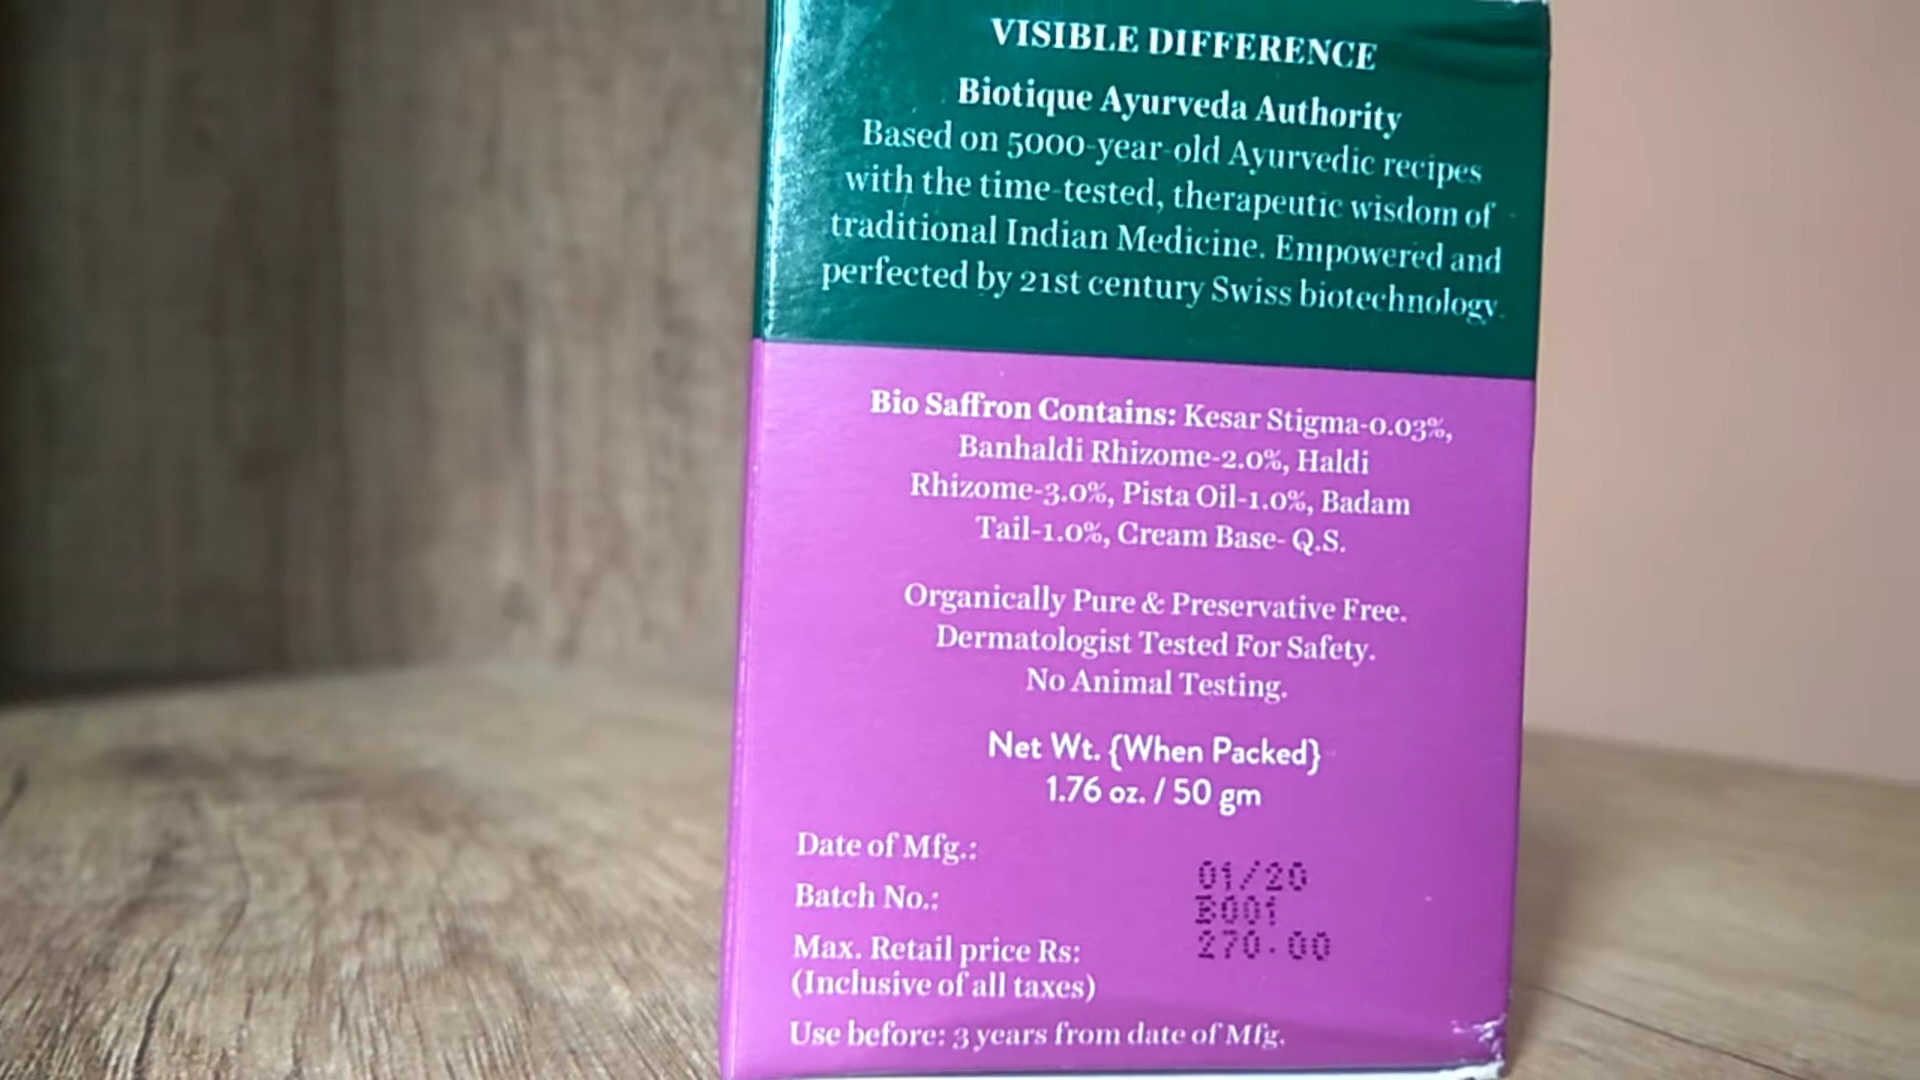 VISIBLE DIFFERENCE
Biotique Ayurveda Authority
Based on 5000-year-old Ayurvedic recipes
with the time-tested, therapeutic wisdom of
traditional Indian Medicine. Empowered and
perfected by 21st century Swiss biotechnology.
Bio Saffron Contains: Kesar Stigma-0.03%,
Banhaldi Rhizome-2.0%, Haldi
Rhizome-3.0%, Pista Oil-1.0%, Badam
Tail-1.0%, Cream Base- Q.S.
Organically Pure & Preservative Free.
Dermatologist Tested For Safety.
No Animal Testing.
Net Wt. {When Packed}
1.76 oz. / 50 gm
Date of Mfg.: 01/20
Batch No.: B001
Max. Retail price Rs: 270.00
(Inclusive of all taxes)
Use before: 3 years from date of Mfg.